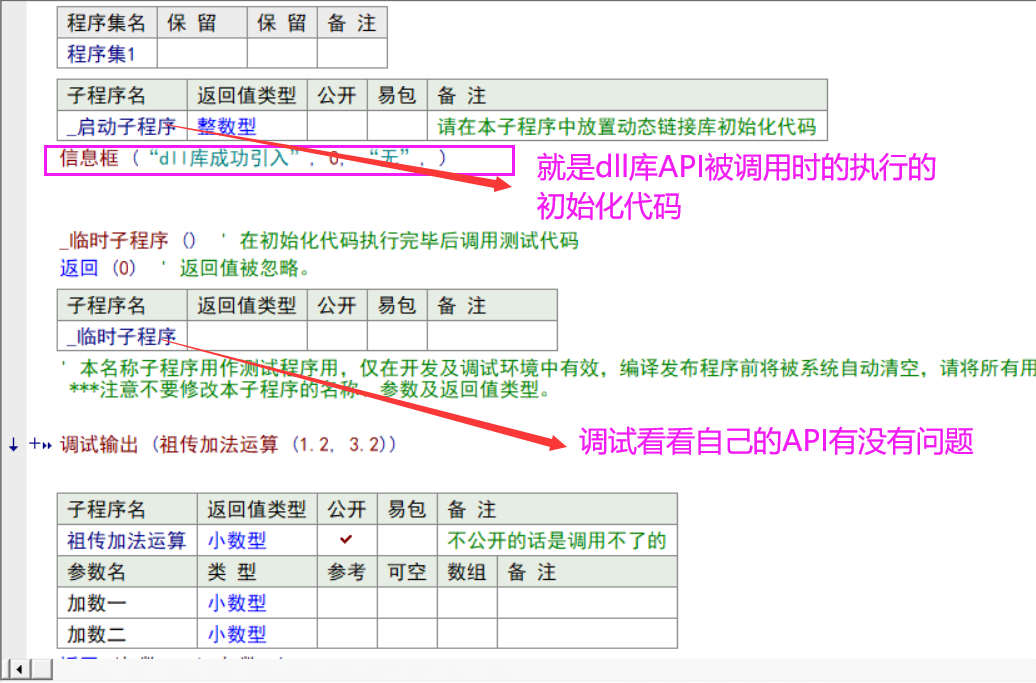 程序集名 保 留 保 留 备 注
程序集1
子程序名 返回值类型 公开 易包 备 注
_启动子程序 整数型 请在本子程序中放置动态链接库初始化代码
信息框 (“dll库成功引入”, 0, “无”, )
就是dll库API被调用时的执行的
初始化代码
_临时子程序 () ' 在初始化代码执行完毕后调用测试代码
返回 (0) ' 返回值被忽略。
子程序名 返回值类型 公开 易包 备 注
_临时子程序
' 本名称子程序用作测试程序用，仅在开发及调试环境中有效，编译发布程序前将被系统自动清空，请将所有用
***注意不要修改本子程序的名称、参数及返回值类型。
调试输出 (祖传加法运算 (1.2, 3.2))
调试看看自己的API有没有问题
子程序名 返回值类型 公开 易包 备 注
祖传加法运算 小数型 ✓ 不公开的话是调用不了的
参数名 类 型 参考 可空 数组 备 注
加数一 小数型
加数二 小数型